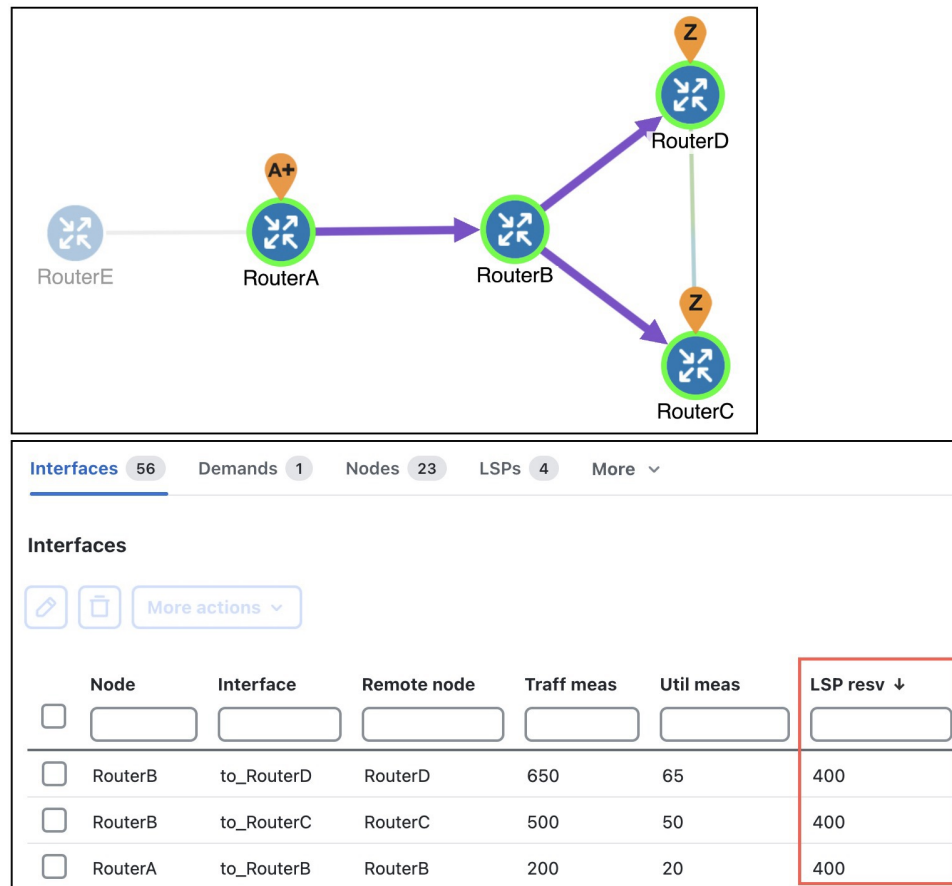 Z
RouterD
A+
RouterE
RouterA
RouterB
Z
RouterC
Interfaces 56 Demands 1 Nodes 23 LSPs 4 More
Interfaces
More actions
Node Interface Remote node Traff meas Util meas LSP resv ↓
RouterB to_RouterD RouterD 650 65 400
RouterB to_RouterC RouterC 500 50 400
RouterA to_RouterB RouterB 200 20 400